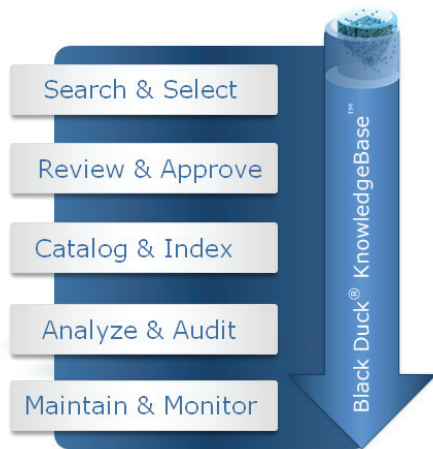 Search & Select
Review & Approve
Catalog & Index
Analyze & Audit
Maintain & Monitor
Black Duck® KnowledgeBase™